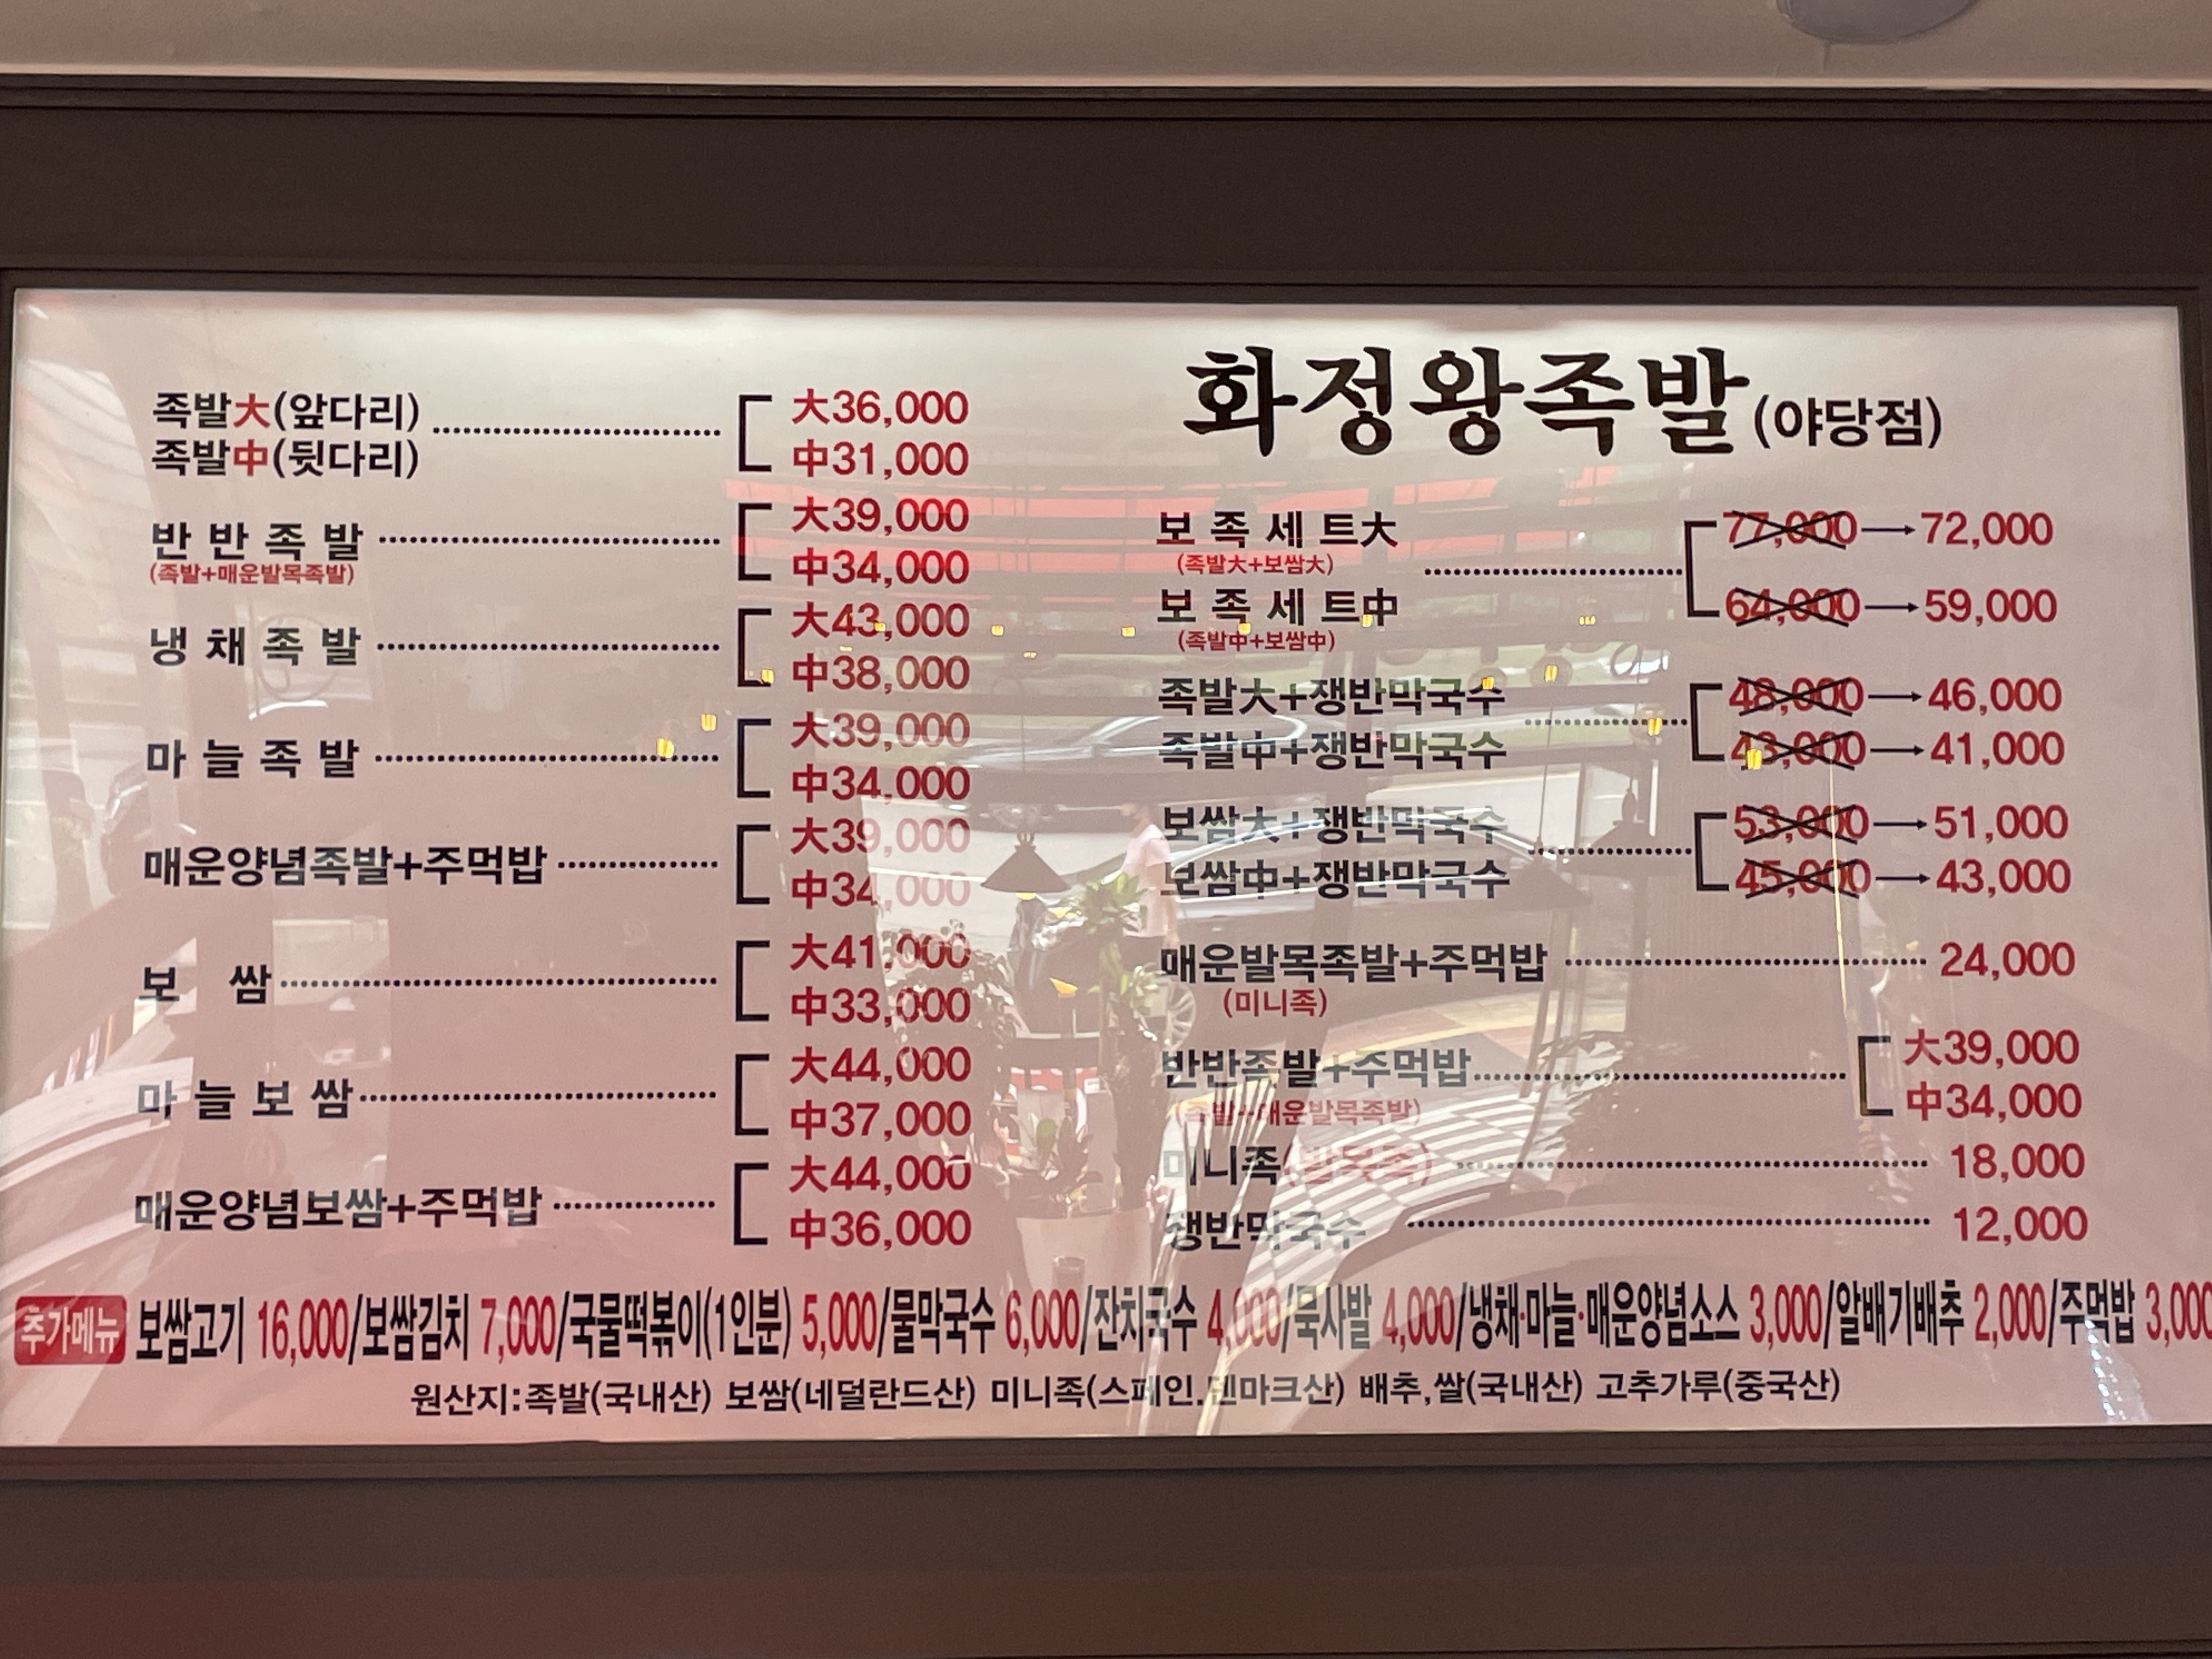 화정왕족발(야당점)
족발大(앞다리) 大36,000
족발中(뒷다리) 中31,000
반반족발 大39,000
(족발+매운발목족발) 中34,000
냉채족발 大43,000
中38,000
마늘족발 大39,000
中34,000
매운양념족발+주먹밥 大39,000
中34,000
보 쌈 大41,000
中33,000
마늘보쌈 大44,000
中37,000
매운양념보쌈+주먹밥 大44,000
中36,000
보족세트大 77,000→72,000
(족발大+보쌈大)
보족세트中 64,000→59,000
(족발中+보쌈中)
족발大+쟁반막국수 48,000→46,000
족발中+쟁반막국수 43,000→41,000
보쌈大+쟁반막국수 53,000→51,000
보쌈中+쟁반막국수 45,000→43,000
매운발목족발+주먹밥 24,000
(미니족)
반반족발+주먹밥 大39,000
(족발+매운발목족발) 中34,000
미니족(발목족) 18,000
쟁반막국수 12,000
추가메뉴 보쌈고기 16,000/보쌈김치 7,000/국물떡볶이(1인분) 5,000/물막국수 6,000/잔치국수 4,000/묵사발 4,000/냉채·마늘·매운양념소스 3,000/알배기배추 2,000/주먹밥 3,000
원산지:족발(국내산) 보쌈(네덜란드산) 미니족(스페인,덴마크산) 배추,쌀(국내산) 고추가루(중국산)